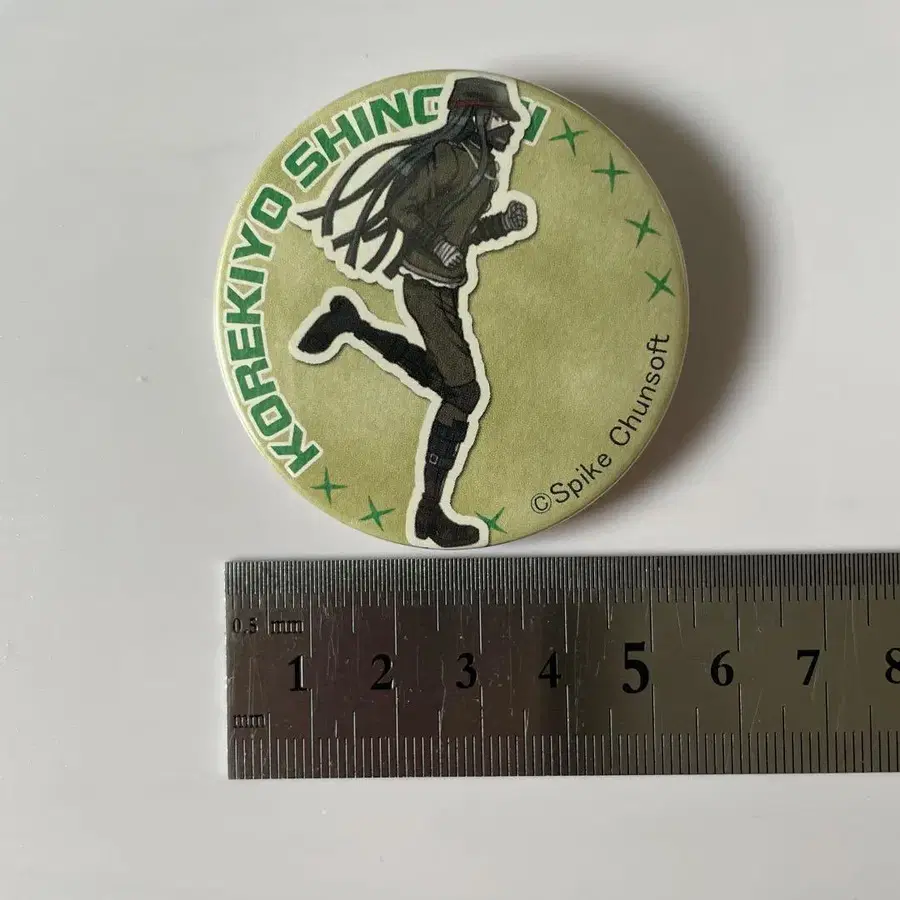 KOREKIYO SHING
I
©Spike Chunsoft
0.5 mm
1 2 3 4 5 6 7 8
mm